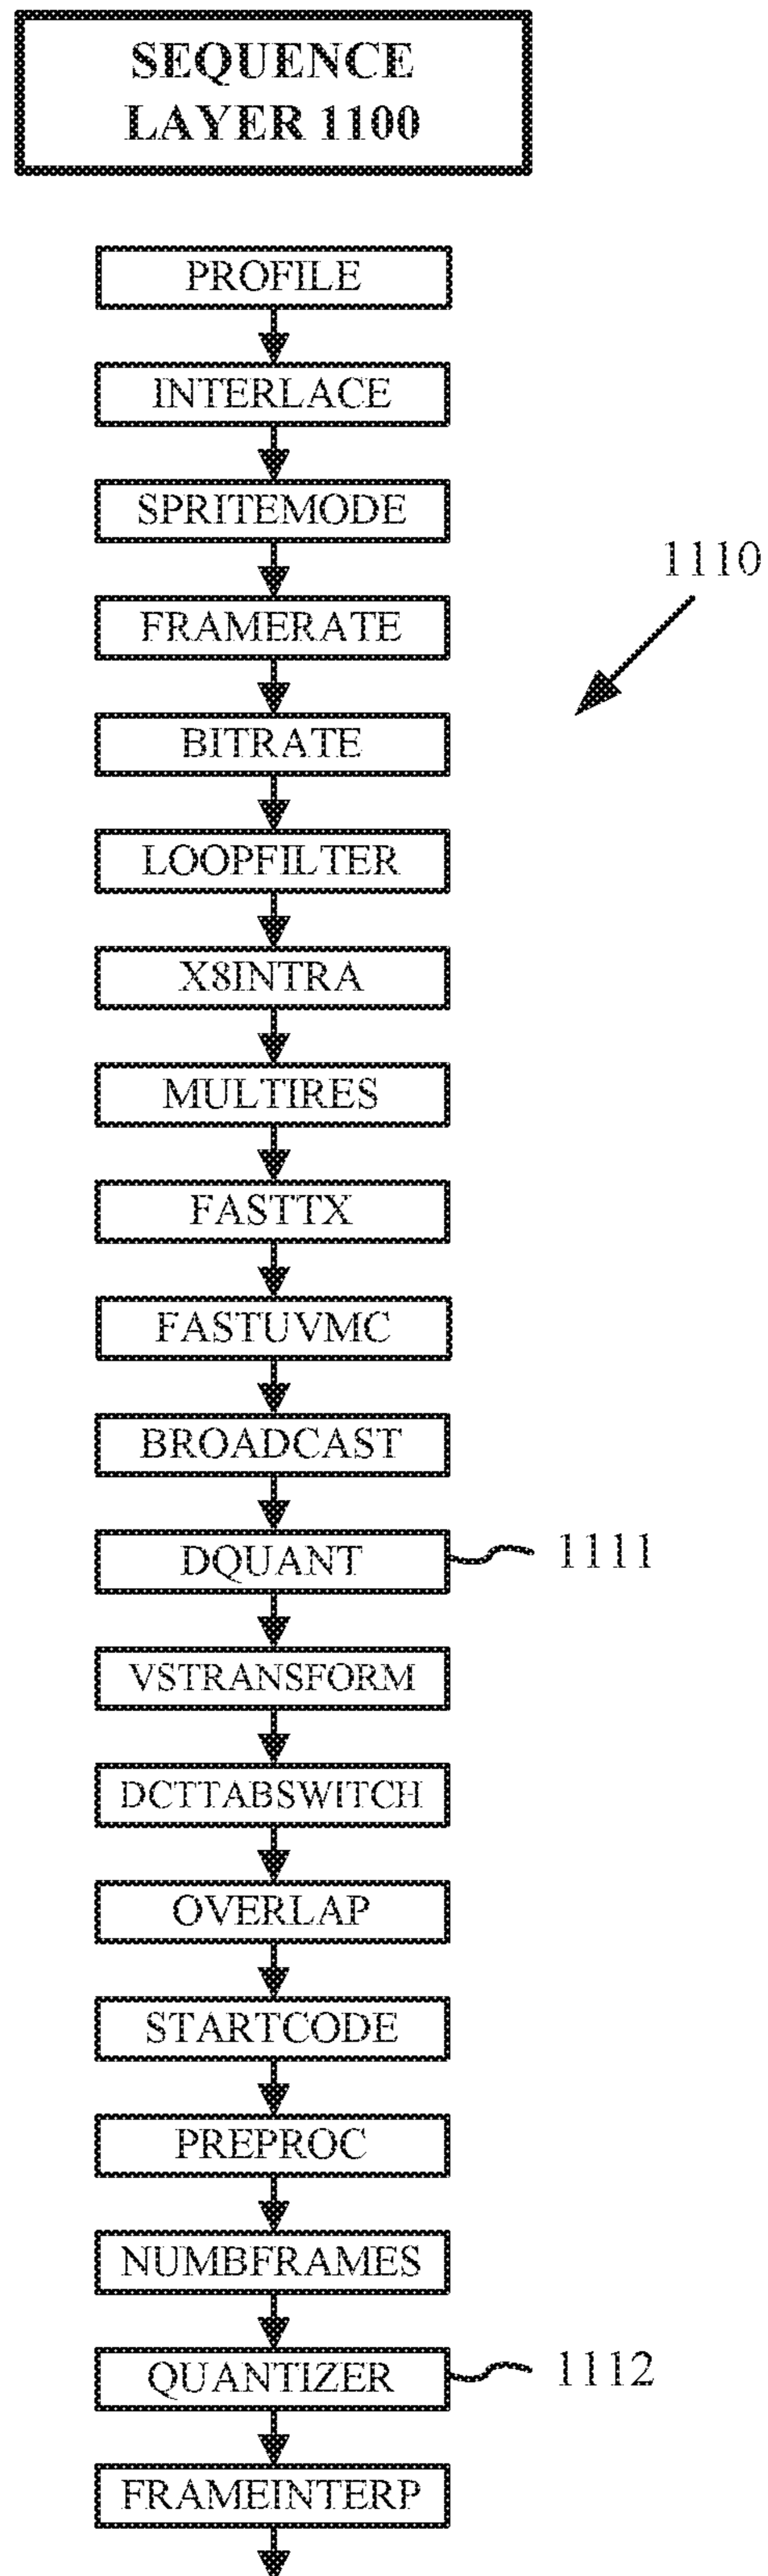 SEQUENCE
LAYER 1100
PROFILE
INTERLACE
SPRITEMODE
1110
FRAMERATE
BITRATE
LOOPFILTER
X8INTRA
MULTIRES
FASTTX
FASTUVMC
BROADCAST
DQUANT 1111
VSTRANSFORM
DCTTABSWITCH
OVERLAP
STARTCODE
PREPROC
NUMBFRAMES
QUANTIZER 1112
FRAMEINTERP